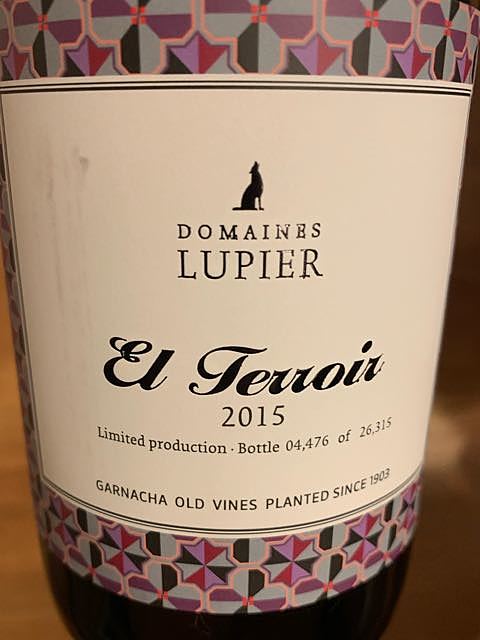 DOMAINES
LUPIER
El Terroir
2015
Limited production · Bottle 04,476 of 26,315
GARNACHA OLD VINES PLANTED SINCE 1903